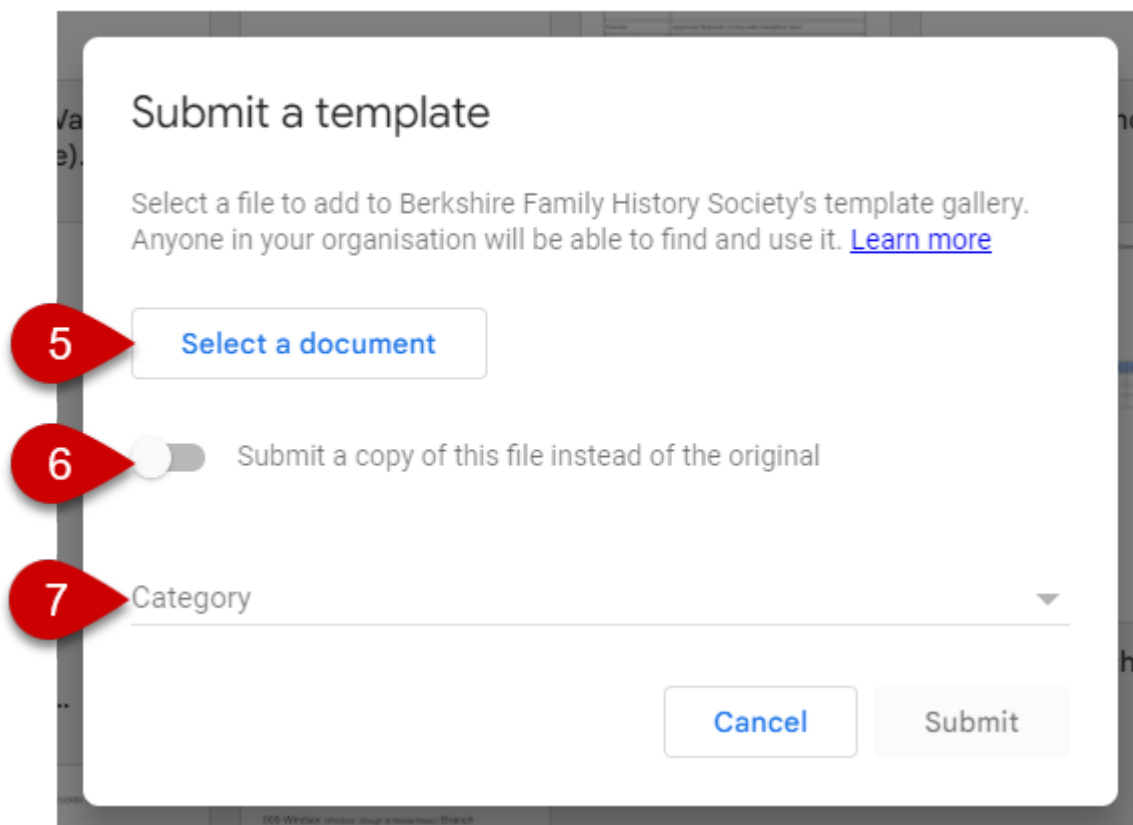 Submit a template
Select a file to add to Berkshire Family History Society's template gallery.
Anyone in your organisation will be able to find and use it. Learn more
5
Select a document
6
Submit a copy of this file instead of the original
7
Category
Cancel
Submit
Branch